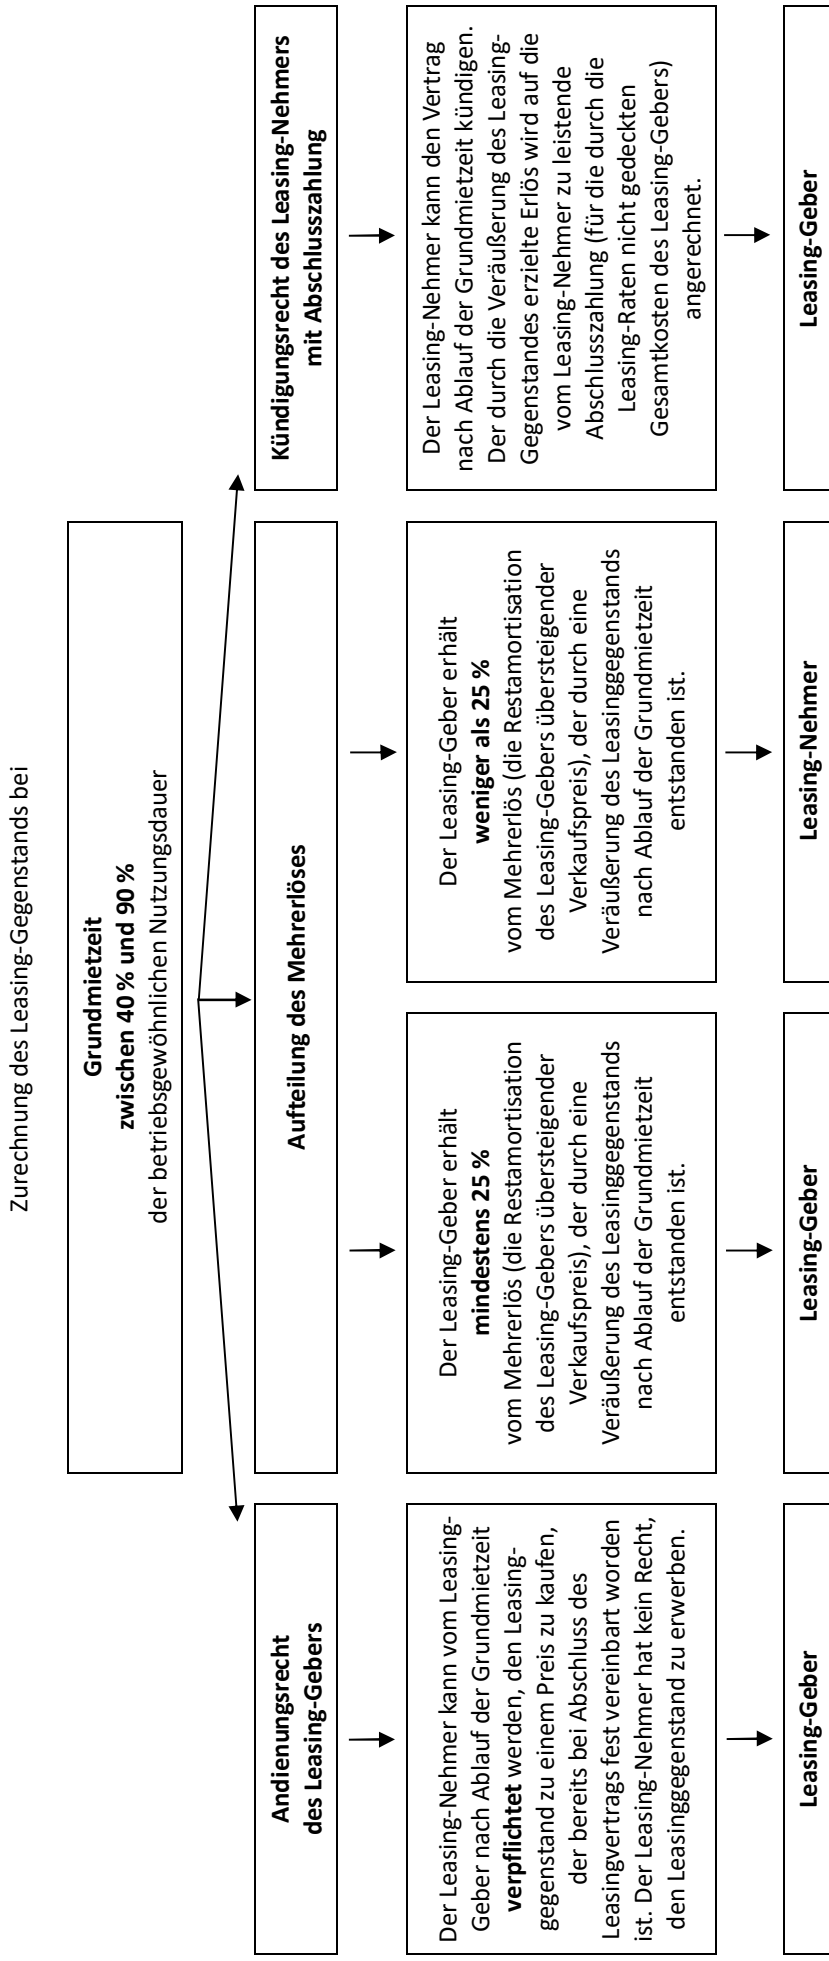 Zurechnung des Leasing-Gegenstands bei
Grundmietzeit
zwischen 40 % und 90 %
der betriebsgewöhnlichen Nutzungsdauer
Andienungsrecht
des Leasing-Gebers
Aufteilung des Mehrerlöses
Kündigungsrecht des Leasing-Nehmers
mit Abschlusszahlung
Der Leasing-Nehmer kann vom Leasing-
Geber nach Ablauf der Grundmietzeit
verpflichtet werden, den Leasing-
gegenstand zu einem Preis zu kaufen,
der bereits bei Abschluss des
Leasingvertrags fest vereinbart worden
ist. Der Leasing-Nehmer hat kein Recht,
den Leasinggegenstand zu erwerben.
Der Leasing-Geber erhält
mindestens 25 %
vom Mehrerlös (die Restamortisation
des Leasing-Gebers übersteigender
Verkaufspreis), der durch eine
Veräußerung des Leasinggegenstands
nach Ablauf der Grundmietzeit
entstanden ist.
Der Leasing-Geber erhält
weniger als 25 %
vom Mehrerlös (die Restamortisation
des Leasing-Gebers übersteigender
Verkaufspreis), der durch eine
Veräußerung des Leasinggegenstands
nach Ablauf der Grundmietzeit
entstanden ist.
Der Leasing-Nehmer kann den Vertrag
nach Ablauf der Grundmietzeit kündigen.
Der durch die Veräußerung des Leasing-
Gegenstandes erzielte Erlös wird auf die
vom Leasing-Nehmer zu leistende
Abschlusszahlung (für die durch die
Leasing-Raten nicht gedeckten
Gesamtkosten des Leasing-Gebers)
angerechnet.
Leasing-Geber
Leasing-Geber
Leasing-Nehmer
Leasing-Geber